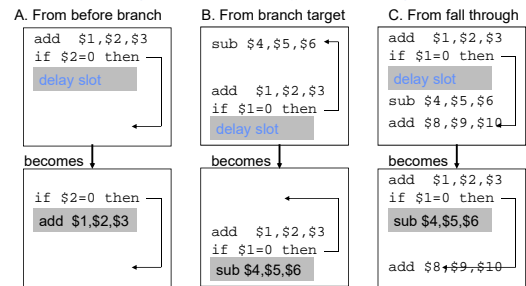 A. From before branch
add $1,$2,$3
if $2=0 then
delay slot
becomes
if $2=0 then
add $1,$2,$3
B. From branch target
sub $4,$5,$6
add $1,$2,$3
if $1=0 then
delay slot
becomes
add $1,$2,$3
if $1=0 then
sub $4,$5,$6
C. From fall through
add $1,$2,$3
if $1=0 then
delay slot
sub $4,$5,$6
add $8,$9,$10
becomes
add $1,$2,$3
if $1=0 then
sub $4,$5,$6
add $8,$9,$10